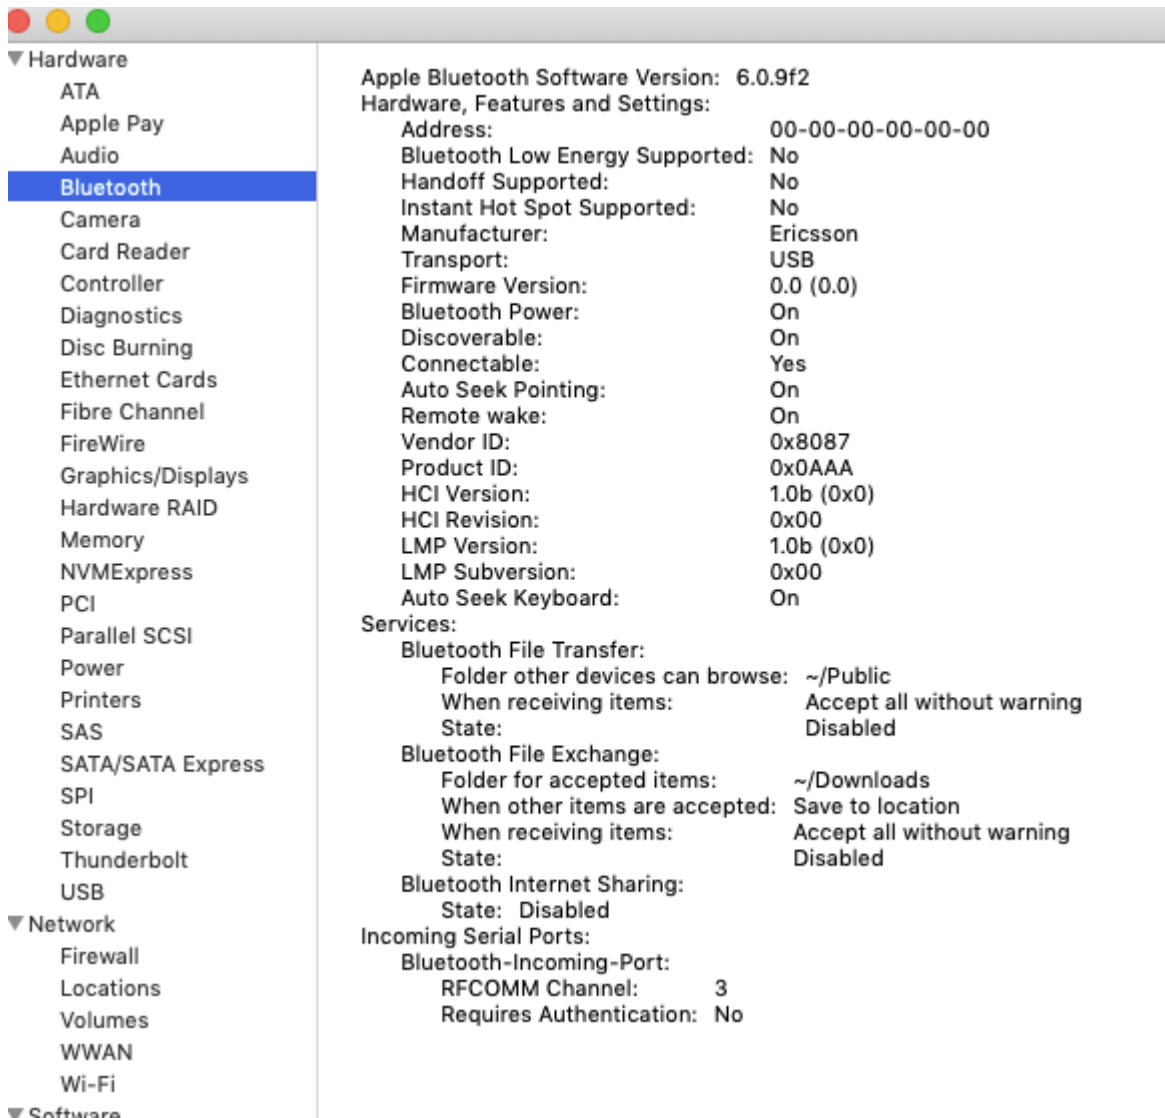 Hardware
ATA
Apple Pay
Audio
Bluetooth
Camera
Card Reader
Controller
Diagnostics
Disc Burning
Ethernet Cards
Fibre Channel
FireWire
Graphics/Displays
Hardware RAID
Memory
NVMExpress
PCI
Parallel SCSI
Power
Printers
SAS
SATA/SATA Express
SPI
Storage
Thunderbolt
USB
Network
Firewall
Locations
Volumes
WWAN
Wi-Fi
Software
Apple Bluetooth Software Version: 6.0.9f2
Hardware, Features and Settings:
Address: 00-00-00-00-00-00
Bluetooth Low Energy Supported: No
Handoff Supported: No
Instant Hot Spot Supported: No
Manufacturer: Ericsson
Transport: USB
Firmware Version: 0.0 (0.0)
Bluetooth Power: On
Discoverable: On
Connectable: Yes
Auto Seek Pointing: On
Remote wake: On
Vendor ID: 0x8087
Product ID: 0x0AAA
HCI Version: 1.0b (0x0)
HCI Revision: 0x00
LMP Version: 1.0b (0x0)
LMP Subversion: 0x00
Auto Seek Keyboard: On
Services:
Bluetooth File Transfer:
Folder other devices can browse: ~/Public
When receiving items: Accept all without warning
State: Disabled
Bluetooth File Exchange:
Folder for accepted items: ~/Downloads
When other items are accepted: Save to location
When receiving items: Accept all without warning
State: Disabled
Bluetooth Internet Sharing:
State: Disabled
Incoming Serial Ports:
Bluetooth-Incoming-Port:
RFCOMM Channel: 3
Requires Authentication: No